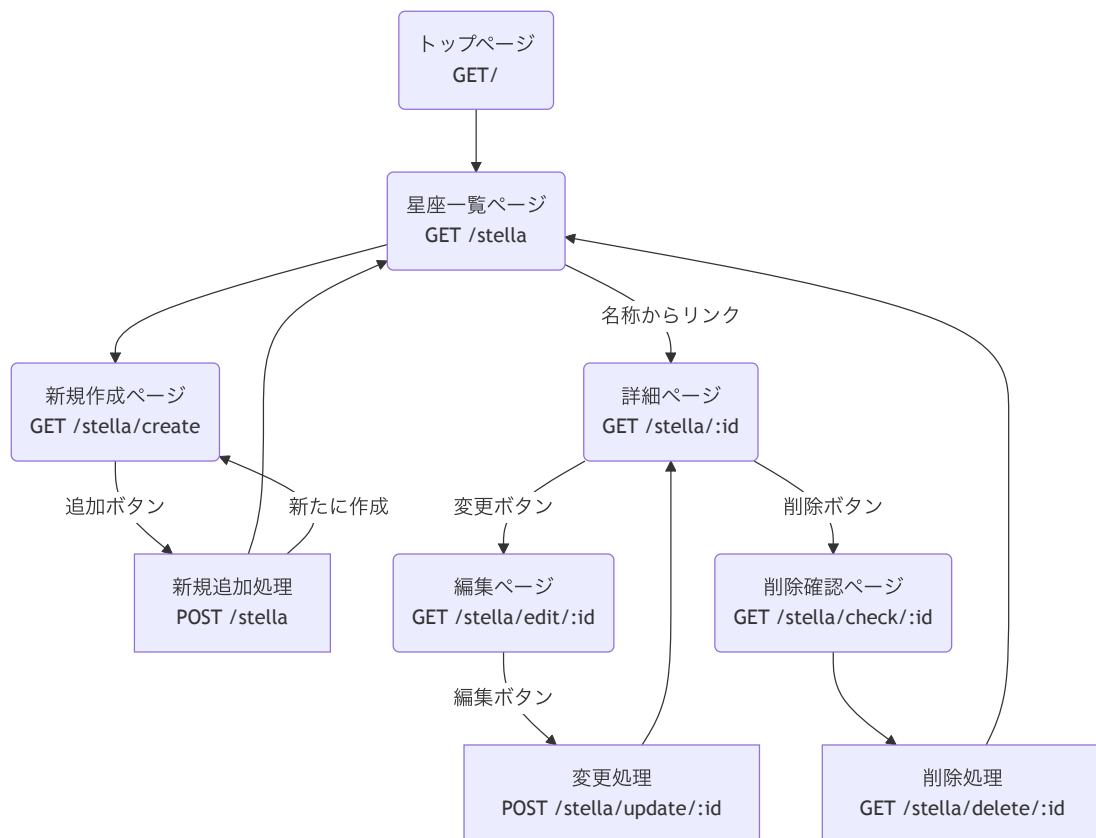 トップページ
GET/
星座一覧ページ
GET /stella
名称からリンク
新規作成ページ
GET /stella/create
詳細ページ
GET /stella/:id
追加ボタン
新たに作成
変更ボタン
削除ボタン
新規追加処理
POST /stella
編集ページ
GET /stella/edit/:id
削除確認ページ
GET /stella/check/:id
編集ボタン
変更処理
POST /stella/update/:id
削除処理
GET /stella/delete/:id